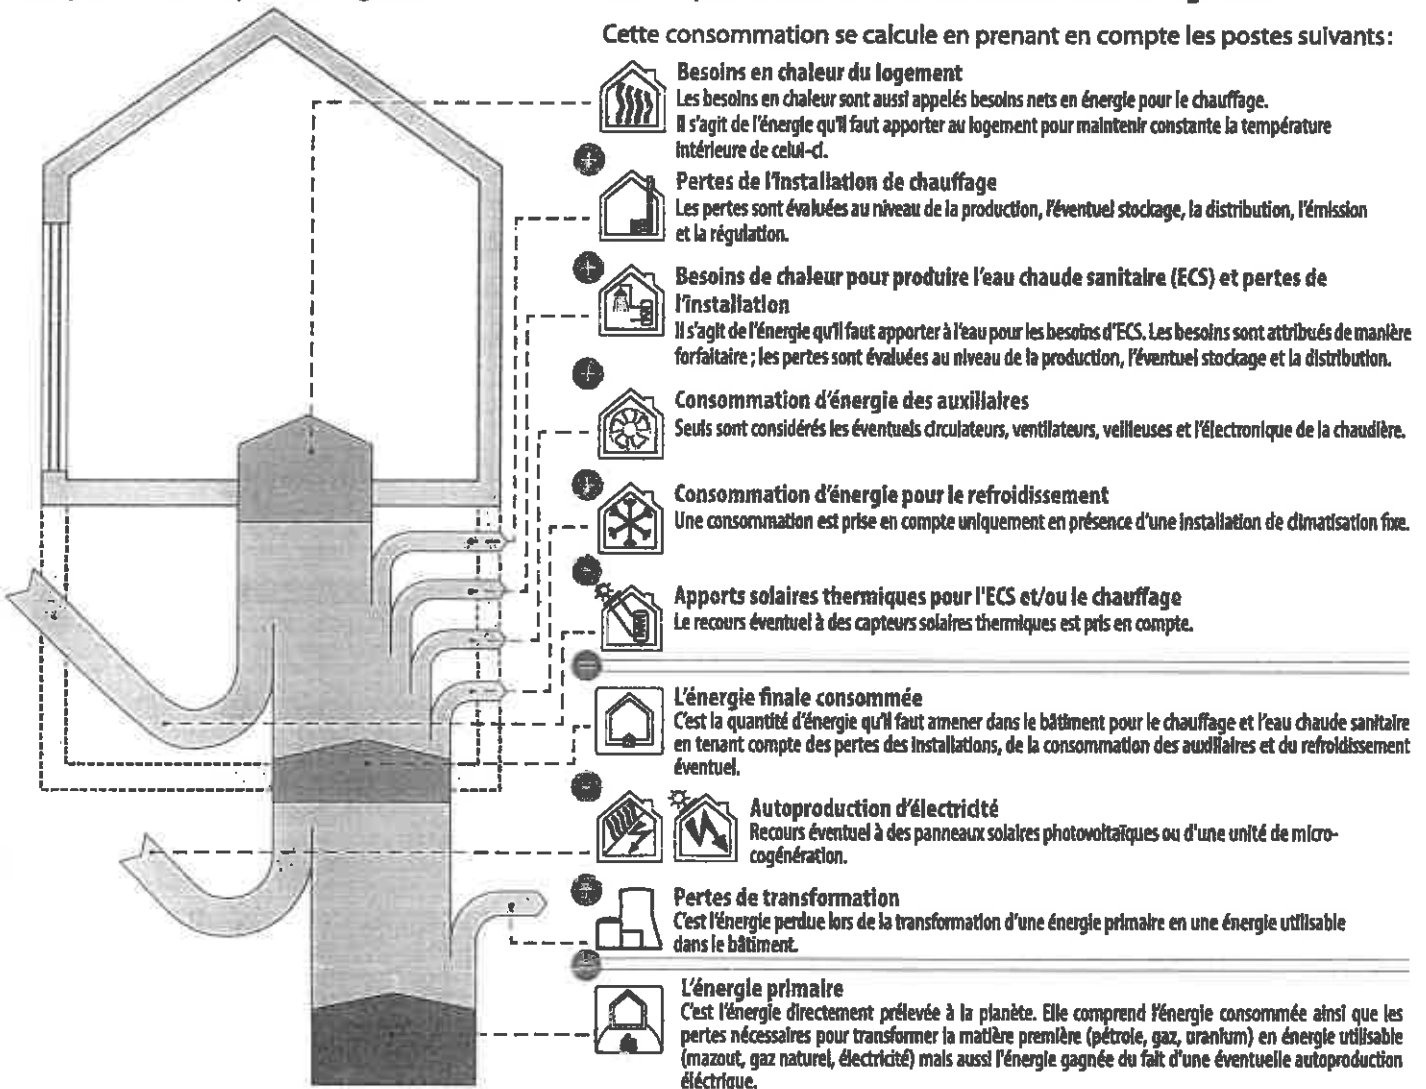 Cette consommation se calcule en prenant en compte les postes suivants:
Besoins en chaleur du logement
Les besoins en chaleur sont aussi appelés besoins nets en énergie pour le chauffage.
Il s'agit de l'énergie qu'il faut apporter au logement pour maintenir constante la température
intérieure de celui-ci.
Pertes de l'installation de chauffage
Les pertes sont évaluées au niveau de la production, l'éventuel stockage, la distribution, l'émission
et la régulation.
Besoins de chaleur pour produire l'eau chaude sanitaire (ECS) et pertes de
l'installation
Il s'agit de l'énergie qu'il faut apporter à l'eau pour les besoins d'ECS. Les besoins sont attribués de manière
forfaitaire ; les pertes sont évaluées au niveau de la production, l'éventuel stockage et la distribution.
Consommation d'énergie des auxiliaires
Seuls sont considérés les éventuels circulateurs, ventilateurs, veilleuses et l'électronique de la chaudière.
Consommation d'énergie pour le refroidissement
Une consommation est prise en compte uniquement en présence d'une installation de climatisation fixe.
Apports solaires thermiques pour l'ECS et/ou le chauffage
Le recours éventuel à des capteurs solaires thermiques est pris en compte.
L'énergie finale consommée
C'est la quantité d'énergie qu'il faut amener dans le bâtiment pour le chauffage et l'eau chaude sanitaire
en tenant compte des pertes des installations, de la consommation des auxiliaires et du refroidissement
éventuel.
Autoproduction d'électricité
Recours éventuel à des panneaux solaires photovoltaïques ou d'une unité de micro-
cogénération.
Pertes de transformation
C'est l'énergie perdue lors de la transformation d'une énergie primaire en une énergie utilisable
dans le bâtiment.
L'énergie primaire
C'est l'énergie directement prélevée à la planète. Elle comprend l'énergie consommée ainsi que les
pertes nécessaires pour transformer la matière première (pétrole, gaz, uranium) en énergie utilisable
(mazout, gaz naturel, électricité) mais aussi l'énergie gagnée du fait d'une éventuelle autoproduction
éléctrique.